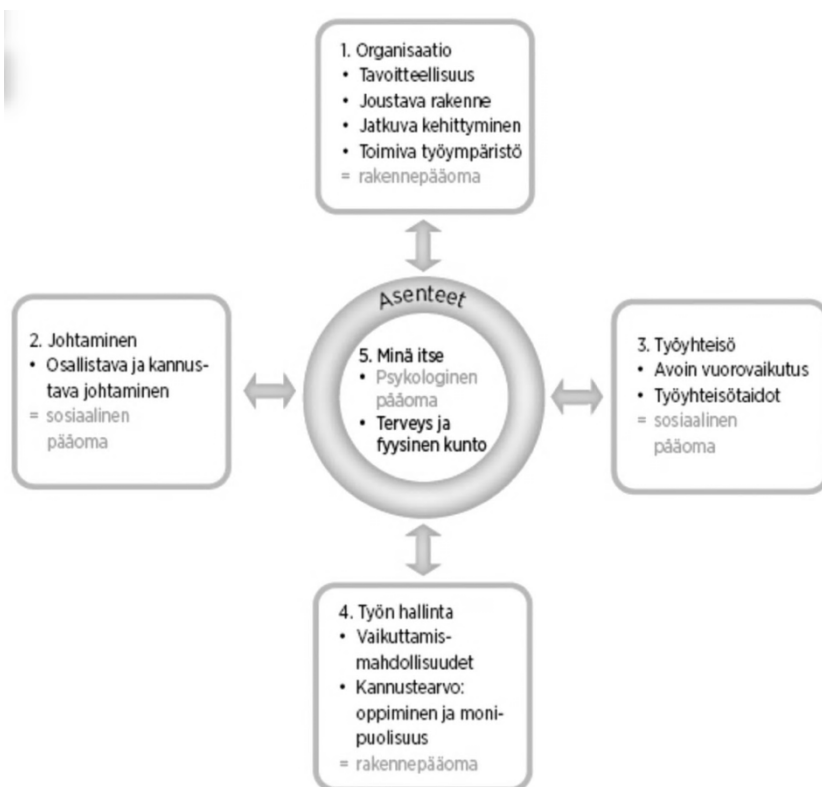 1. Organisaatio
• Tavoitteellisuus
• Joustava rakenne
• Jatkuva kehittyminen
• Toimiva työympäristö
= rakennepääoma
Asenteet
2. Johtaminen
• Osallistava ja kannus-
tava johtaminen
= sosiaalinen
pääoma
5. Minä itse
• Psykologinen
pääoma
• Terveys ja
fyysinen kunto
3. Työyhteisö
• Avoin vuorovaikutus
• Työyhteisötaidot
= sosiaalinen
pääoma
4. Työn hallinta
• Vaikuttamis-
mahdollisuudet
• Kannustearvo:
oppiminen ja moni-
puolisuus
= rakennepääoma